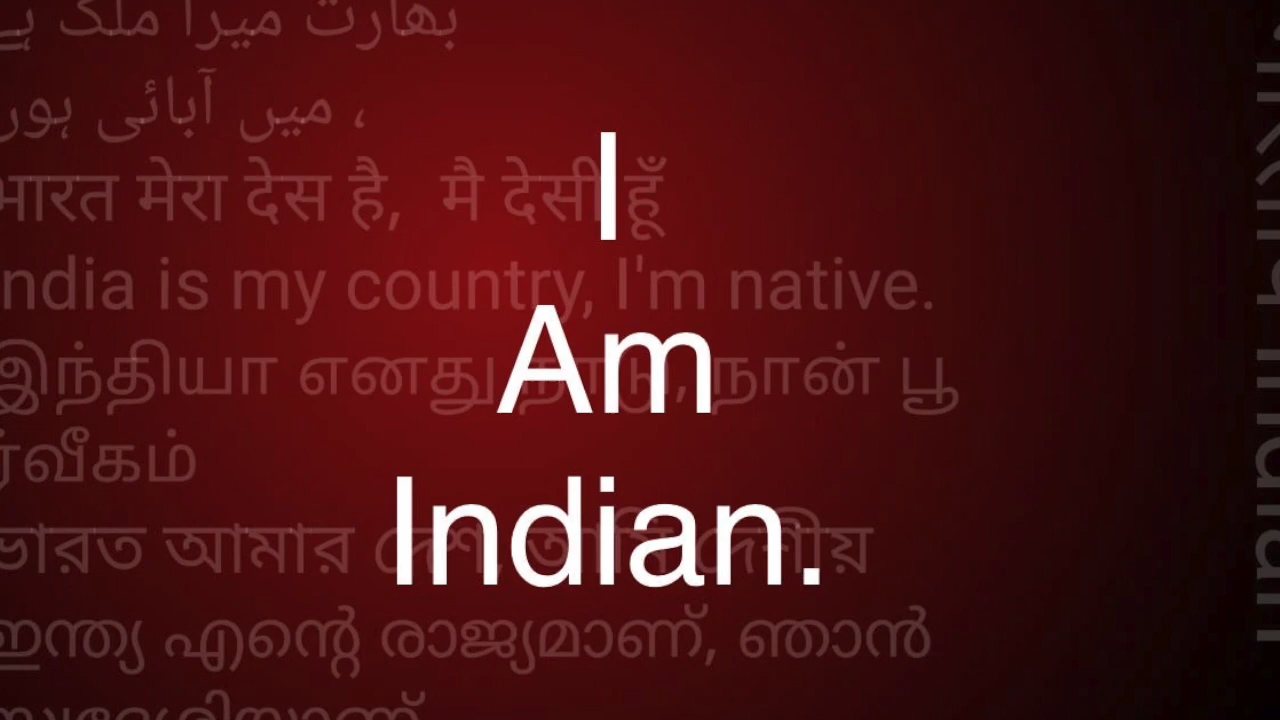 بھارت میرا ملک ہے
، میں آبائی ہوں
भारत मेरा देस है, मै देसी हूँ
I
India is my country, I'm native.
Am
இந்தியா எனது நாடு, நான் பூ
ர்வீகம்
Indian.
ভারত আমার দেশ, আমি দেশীয়
ഇന്ത്യ എന്റെ രാജ്യമാണ്, ഞാൻ